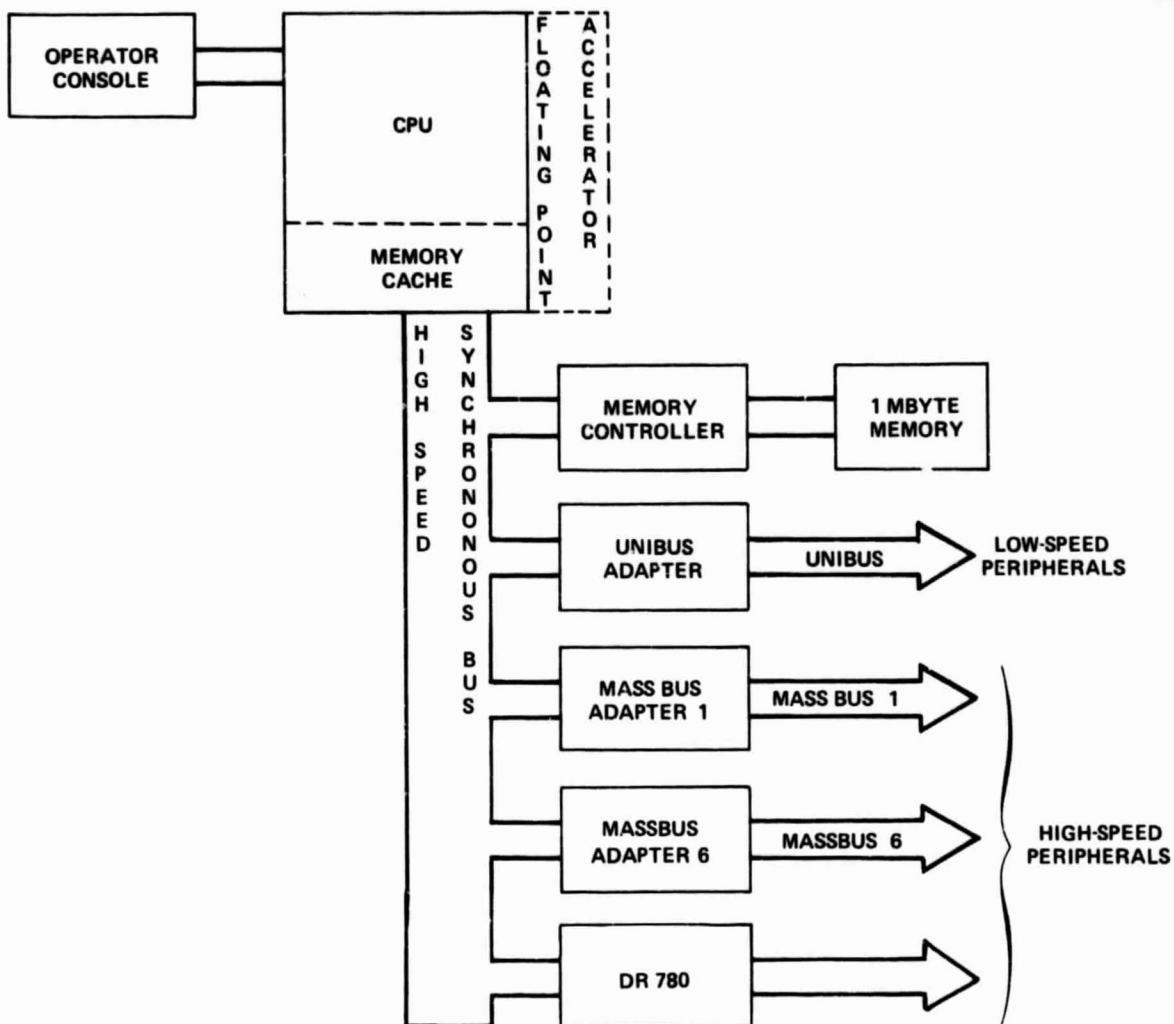 OPERATOR
CONSOLE
CPU
FLOATING POINT
ACCELERATOR
MEMORY
CACHE
HIGH SPEED
SYNCHRONONOUS BUS
MEMORY
CONTROLLER
1 MBYTE
MEMORY
UNIBUS
ADAPTER
UNIBUS
LOW-SPEED
PERIPHERALS
MASS BUS
ADAPTER 1
MASS BUS 1
MASSBUS
ADAPTER 6
MASSBUS 6
HIGH-SPEED
PERIPHERALS
DR 780